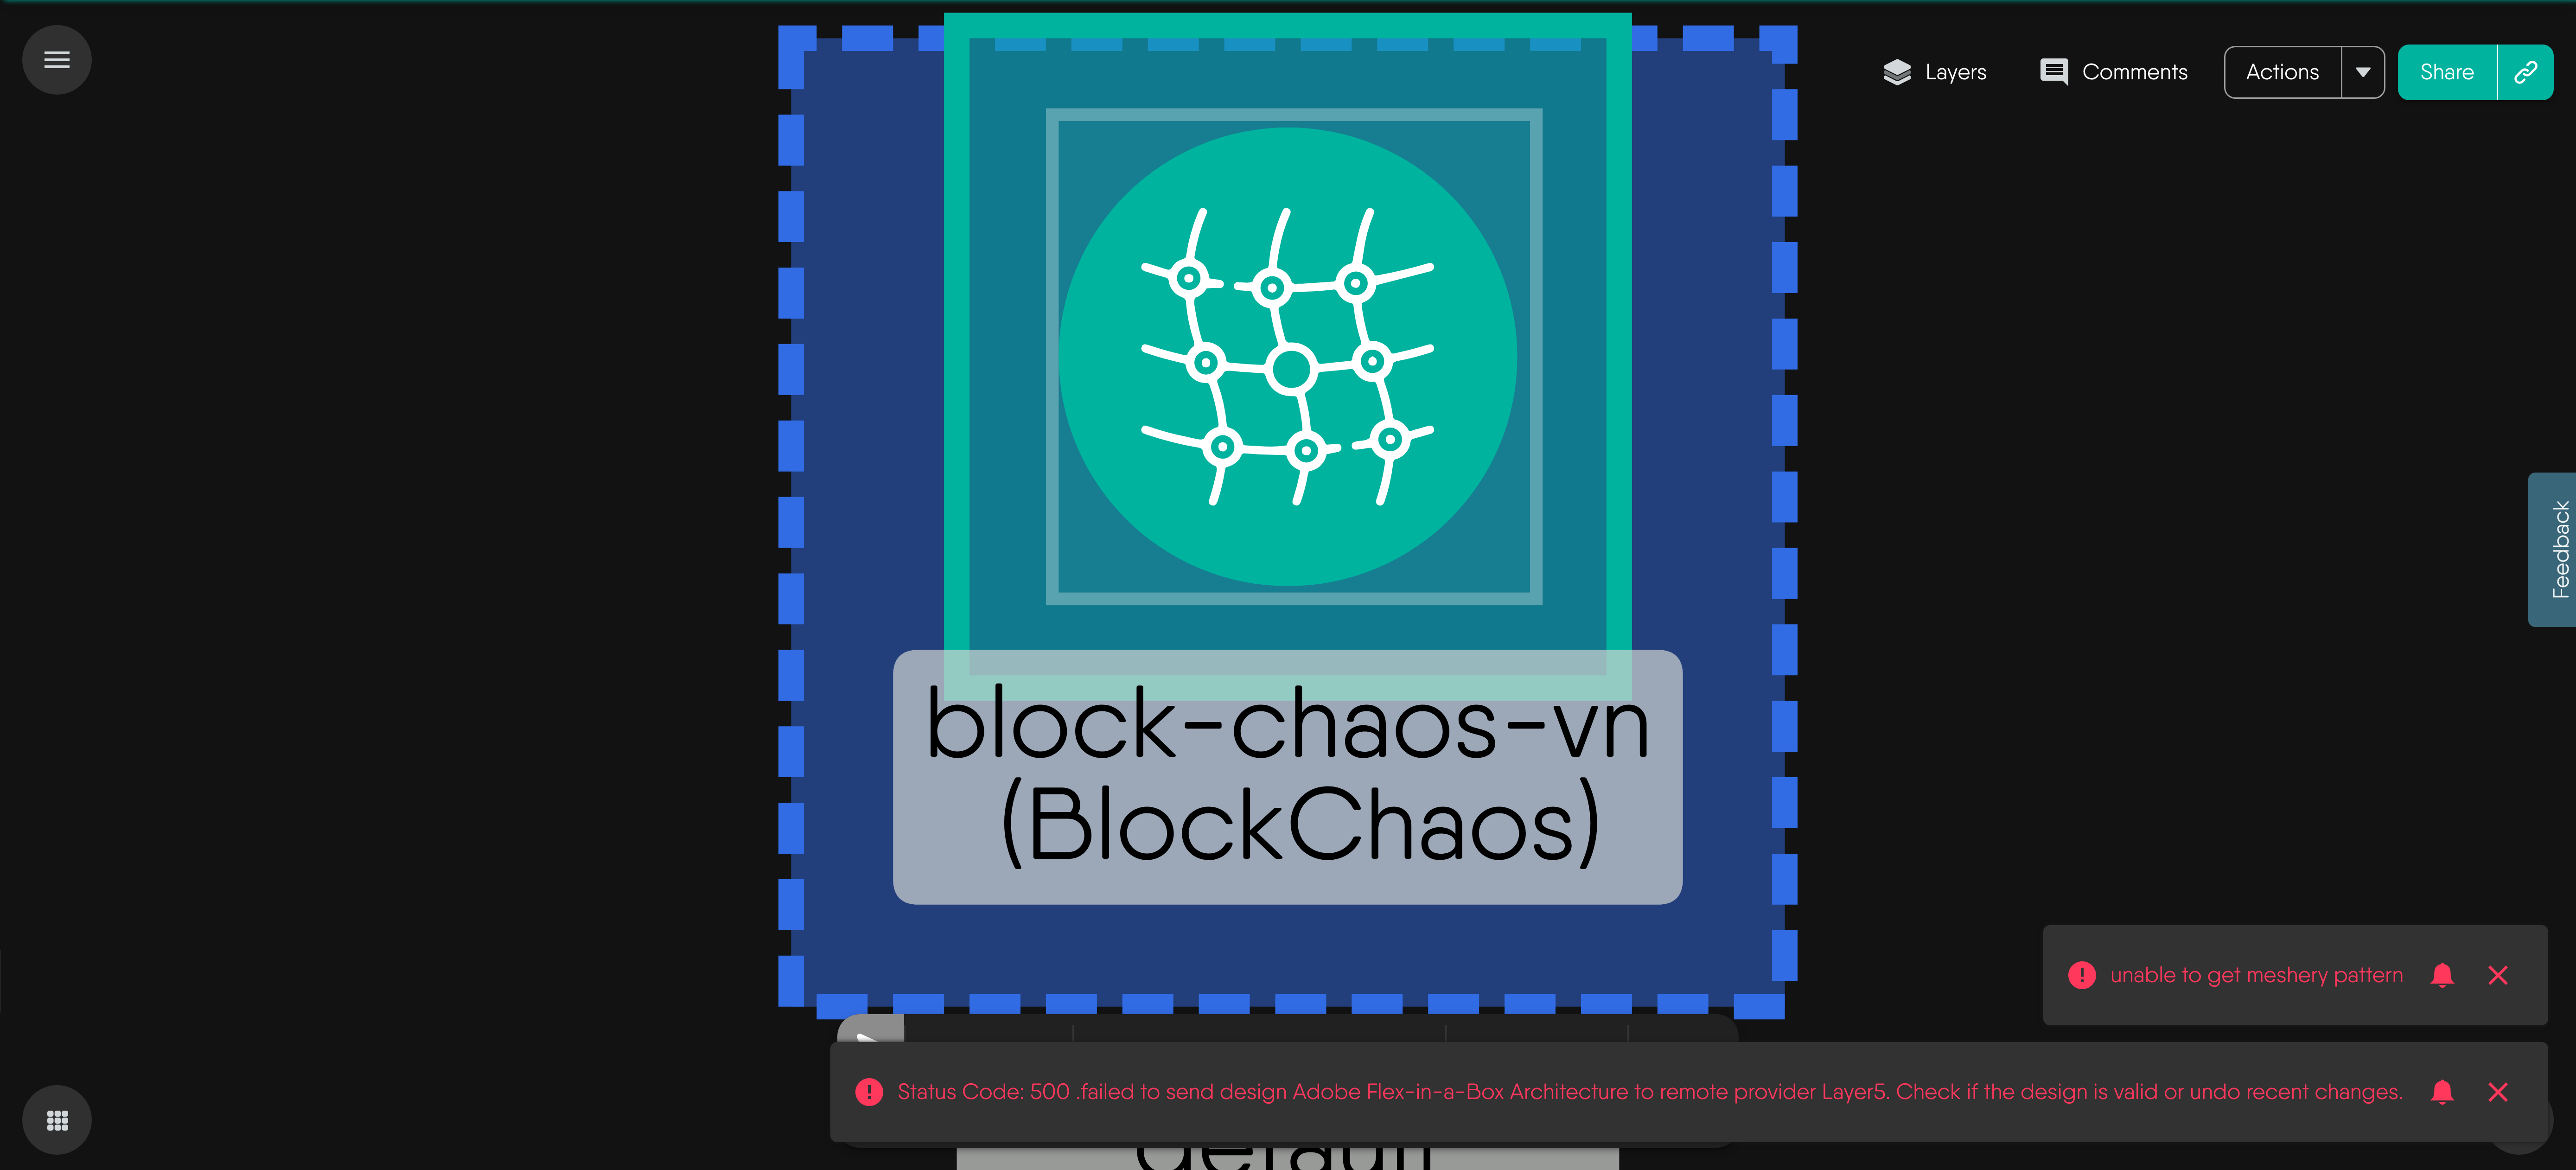 Layers
Comments
Actions
Share
Feedback
block-chaos-vn
(BlockChaos)
unable to get meshery pattern
Status Code: 500 .failed to send design Adobe Flex-in-a-Box Architecture to remote provider Layer5. Check if the design is valid or undo recent changes.
default